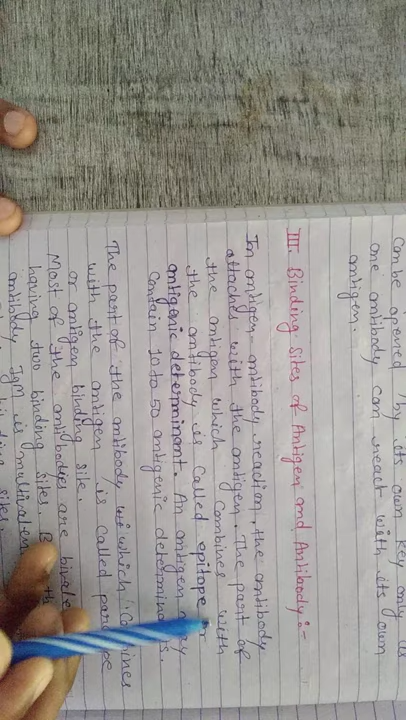 can be opened by its own key only as
one antibody can react with its own
antigen.
III. Binding Sites of Antigen and Antibody:-
In antigen-antibody reaction, the antibody
attaches with the antigen. The part of
the antigen which combines with
the antibody is called epitope or
antigenic determinant. An antigen may
contain 10 to 50 antigenic determinants.
The part of the antibody which combines
with the antigen is called
or antigen binding site.
Most of the antibodies are
having two binding sites.
antibody IgM is
binding sites.